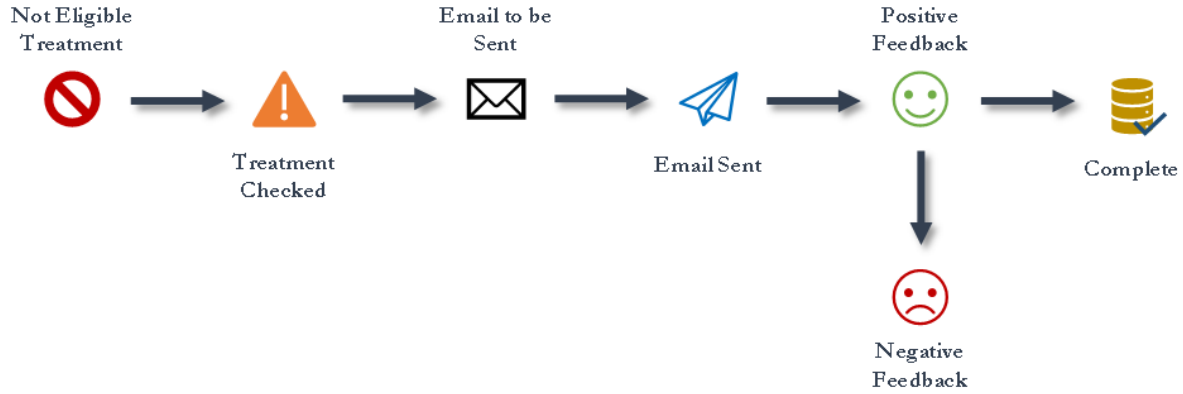 Not Eligible
Treatment
Treatment
Checked
Email to be
Sent
Email Sent
Positive
Feedback
Complete
Negative
Feedback